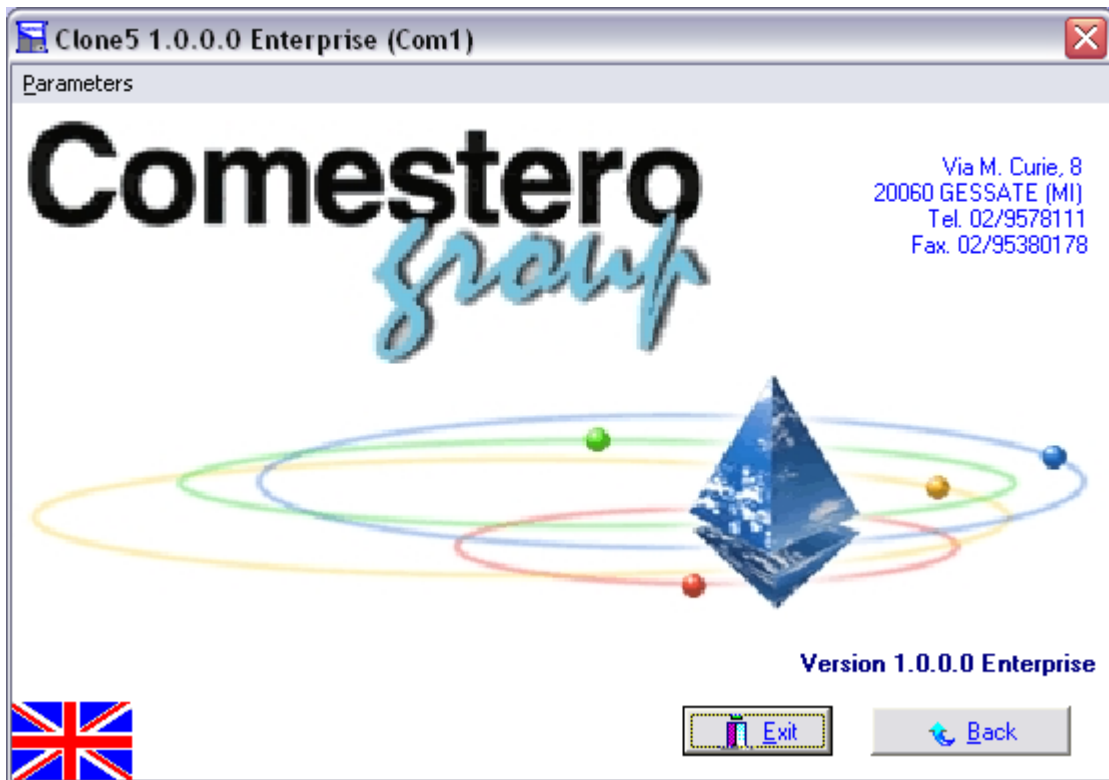 Clone5 1.0.0.0 Enterprise (Com1)
Parameters
Comestero
group
Via M. Curie, 8
20060 GESSATE (MI)
Tel. 02/9578111
Fax. 02/95380178
Version 1.0.0.0 Enterprise
Exit
Back